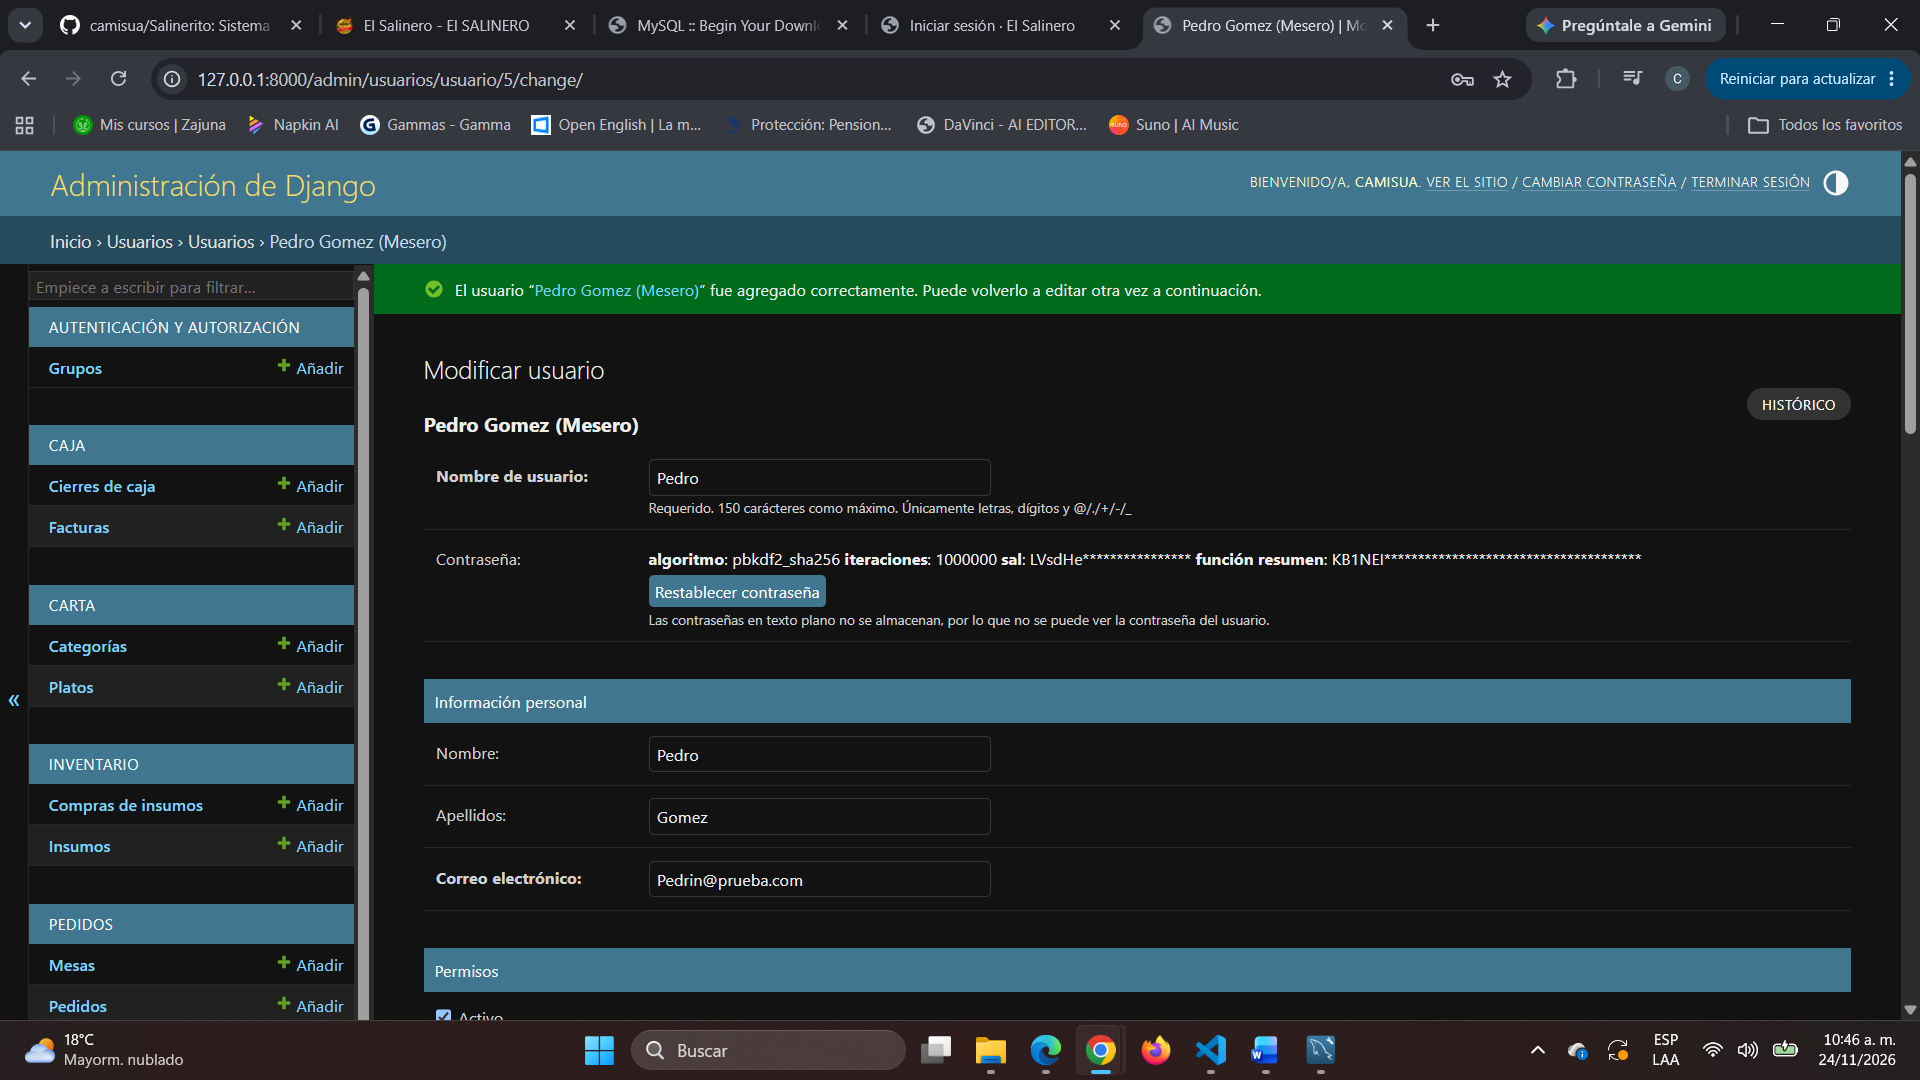 camisua/Salinerito: Sistema
El Salinero - El SALINERO
MySQL :: Begin Your Downl
Iniciar sesión · El Salinero
Pedro Gomez (Mesero) | Mo
Pregúntale a Gemini
127.0.0.1:8000/admin/usuarios/usuario/5/change/
C
Reiniciar para actualizar
Mis cursos | Zajuna
Napkin AI
Gammas - Gamma
Open English | La m...
Protección: Pension...
DaVinci - AI EDITOR...
Suno | AI Music
Todos los favoritos
Administración de Django
BIENVENIDO/A, CAMISUA. VER EL SITIO / CAMBIAR CONTRASEÑA / TERMINAR SESIÓN
Inicio › Usuarios › Usuarios › Pedro Gomez (Mesero)
Empiece a escribir para filtrar...
AUTENTICACIÓN Y AUTORIZACIÓN
Grupos
Añadir
CAJA
Cierres de caja
Añadir
Facturas
Añadir
CARTA
Categorías
Añadir
Platos
Añadir
INVENTARIO
Compras de insumos
Añadir
Insumos
Añadir
PEDIDOS
Mesas
Añadir
Pedidos
Añadir
«
El usuario “Pedro Gomez (Mesero)” fue agregado correctamente. Puede volverlo a editar otra vez a continuación.
Modificar usuario
HISTÓRICO
Pedro Gomez (Mesero)
Nombre de usuario:
Pedro
Requerido. 150 carácteres como máximo. Únicamente letras, dígitos y @/./+/-/_
Contraseña:
algoritmo: pbkdf2_sha256 iteraciones: 1000000 sal: LVsdHe**************** función resumen: KB1NEI**************************************
Restablecer contraseña
Las contraseñas en texto plano no se almacenan, por lo que no se puede ver la contraseña del usuario.
Información personal
Nombre:
Pedro
Apellidos:
Gomez
Correo electrónico:
Pedrin@prueba.com
Permisos
Activo
18°C
Mayorm. nublado
Buscar
ESP
LAA
10:46 a. m.
24/11/2026